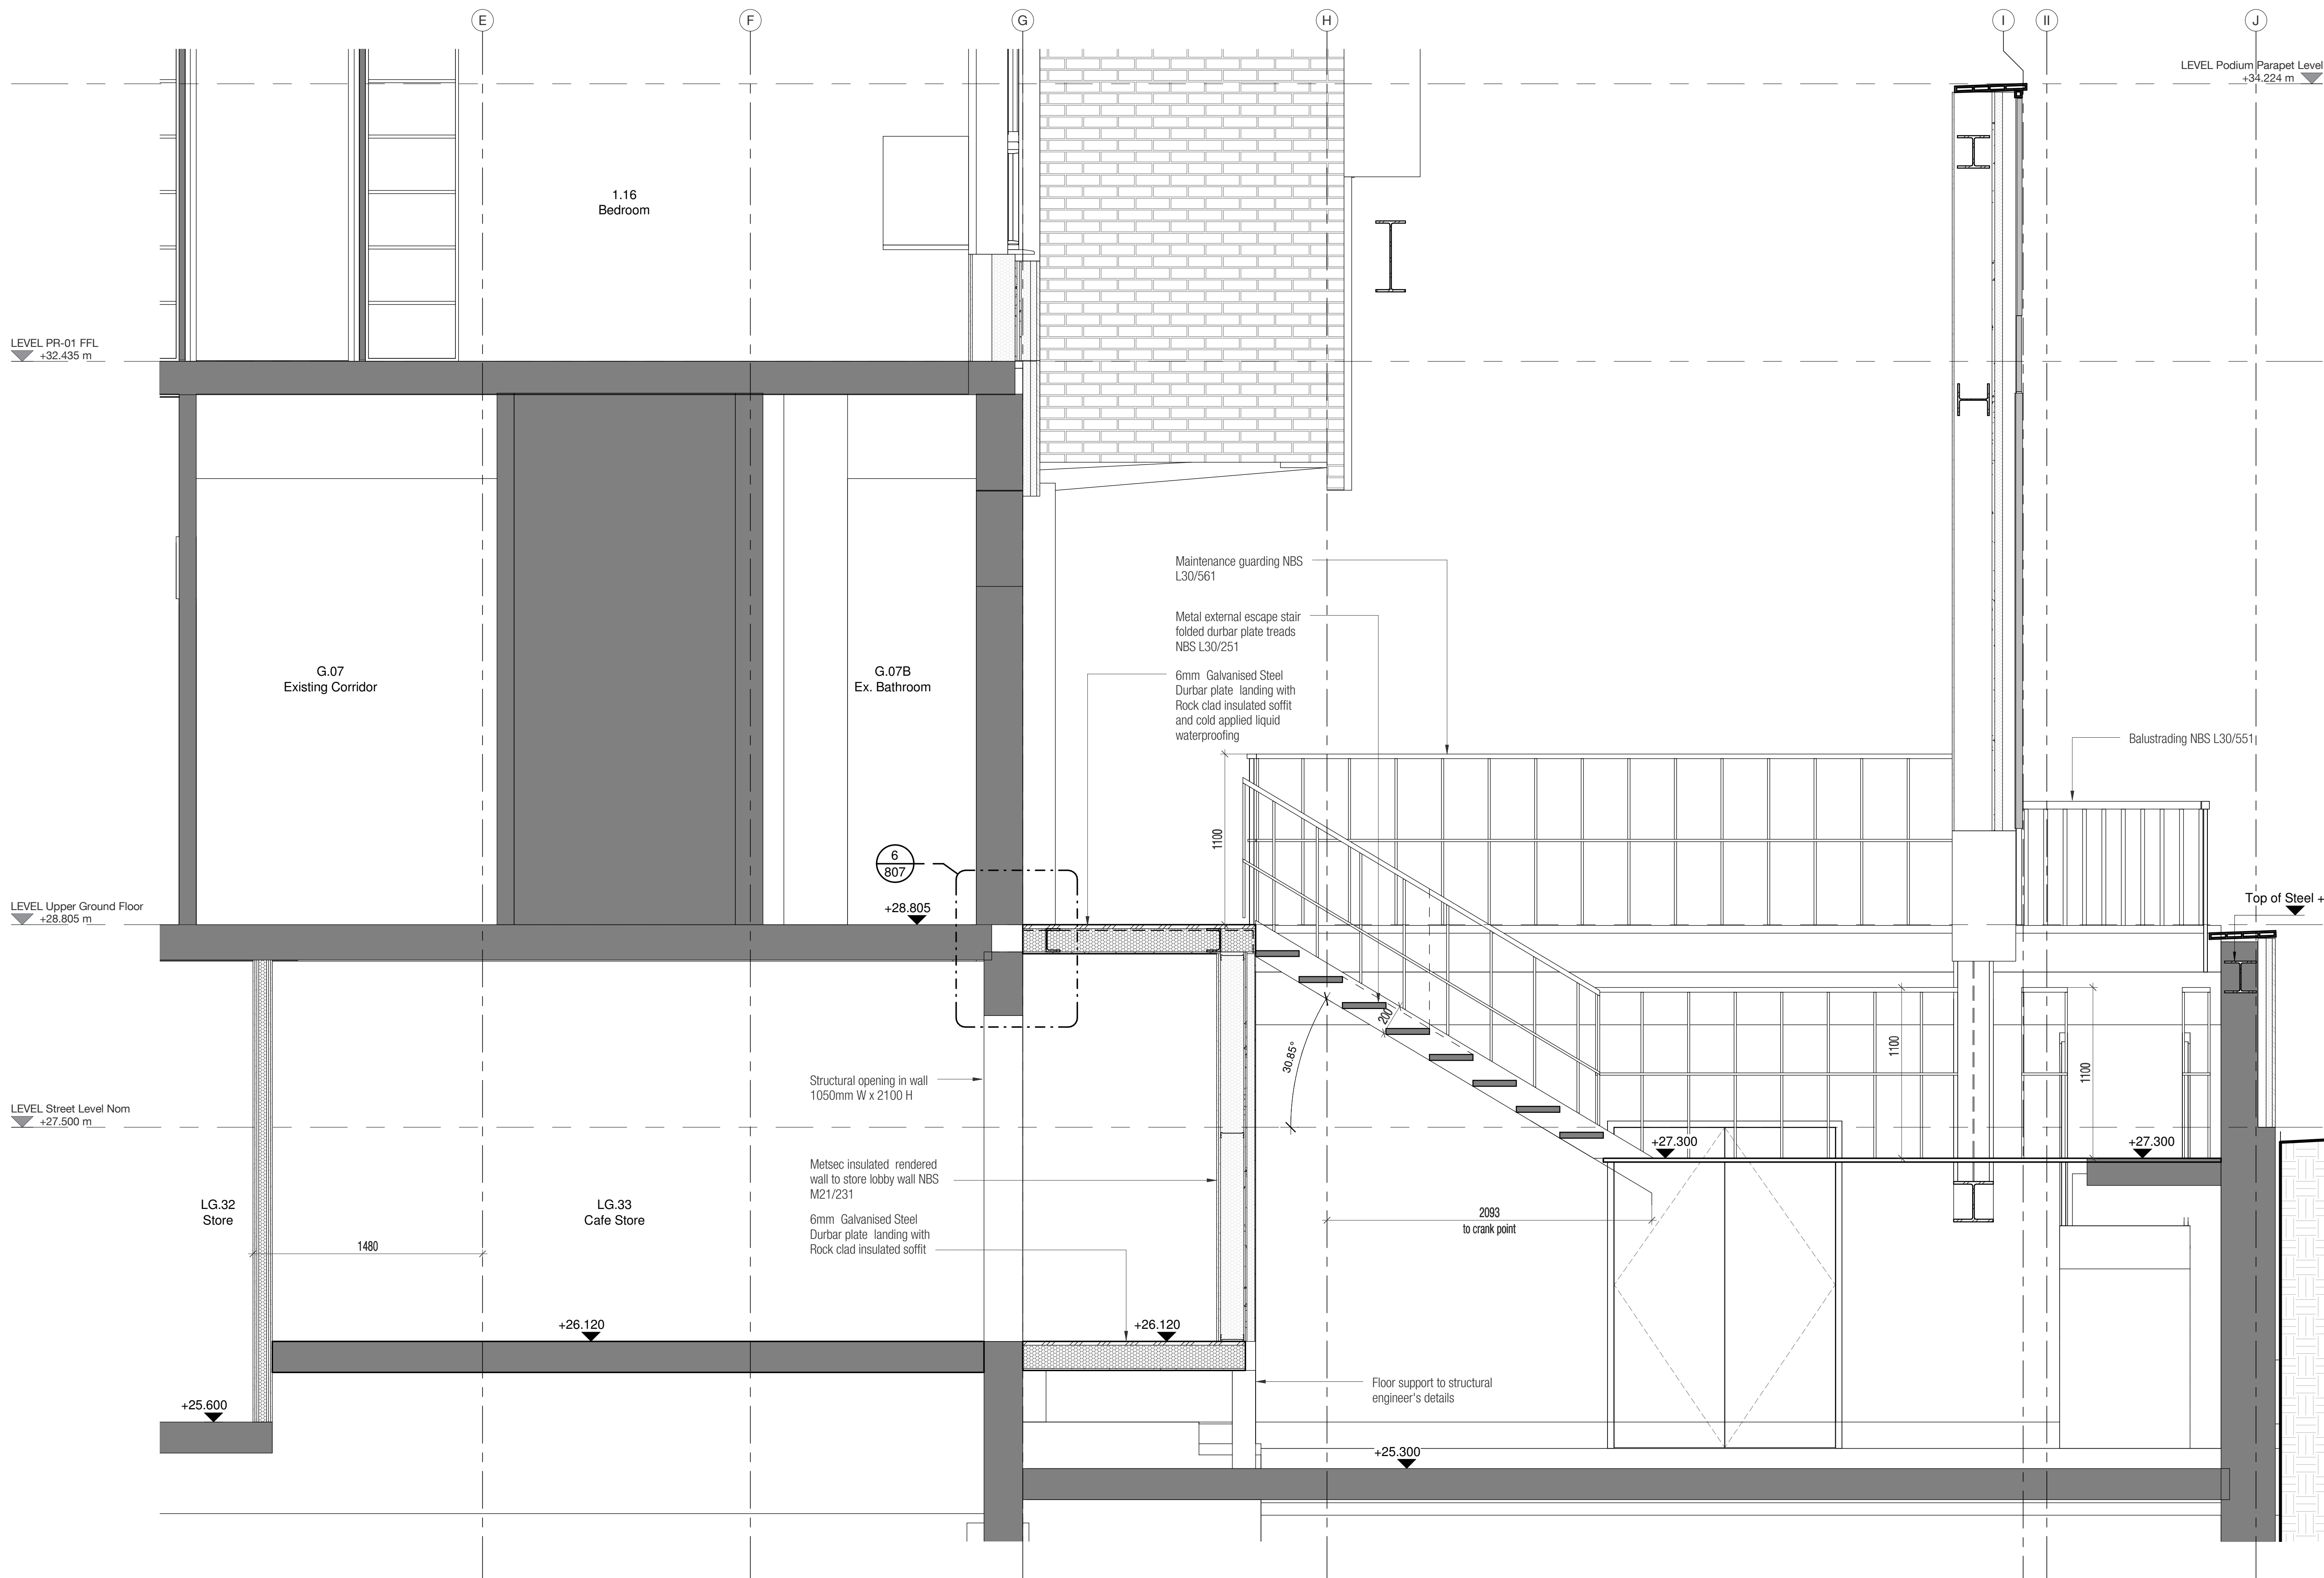 E
F
G
H
I
II
J
LEVEL Podium Parapet Level
+34.224 m
1.16
Bedroom
LEVEL PR-01 FFL
+32.435 m
Maintenance guarding NBS
L30/561
Metal external escape stair
folded durbar plate treads
NBS L30/251
G.07
Existing Corridor
G.07B
Ex. Bathroom
6mm Galvanised Steel
Durbar plate landing with
Rock clad insulated soffit
and cold applied liquid
waterproofing
Balustrading NBS L30/551
1100
6
807
LEVEL Upper Ground Floor
+28.805 m
+28.805
Top of Steel +
200
30.85°
1100
1100
Structural opening in wall
1050mm W x 2100 H
LEVEL Street Level Nom
+27.500 m
+27.300
+27.300
Metsec insulated rendered
wall to store lobby wall NBS
M21/231
LG.32
Store
LG.33
Cafe Store
6mm Galvanised Steel
Durbar plate landing with
Rock clad insulated soffit
2093
to crank point
1480
+26.120
+26.120
Floor support to structural
engineer's details
+25.600
+25.300